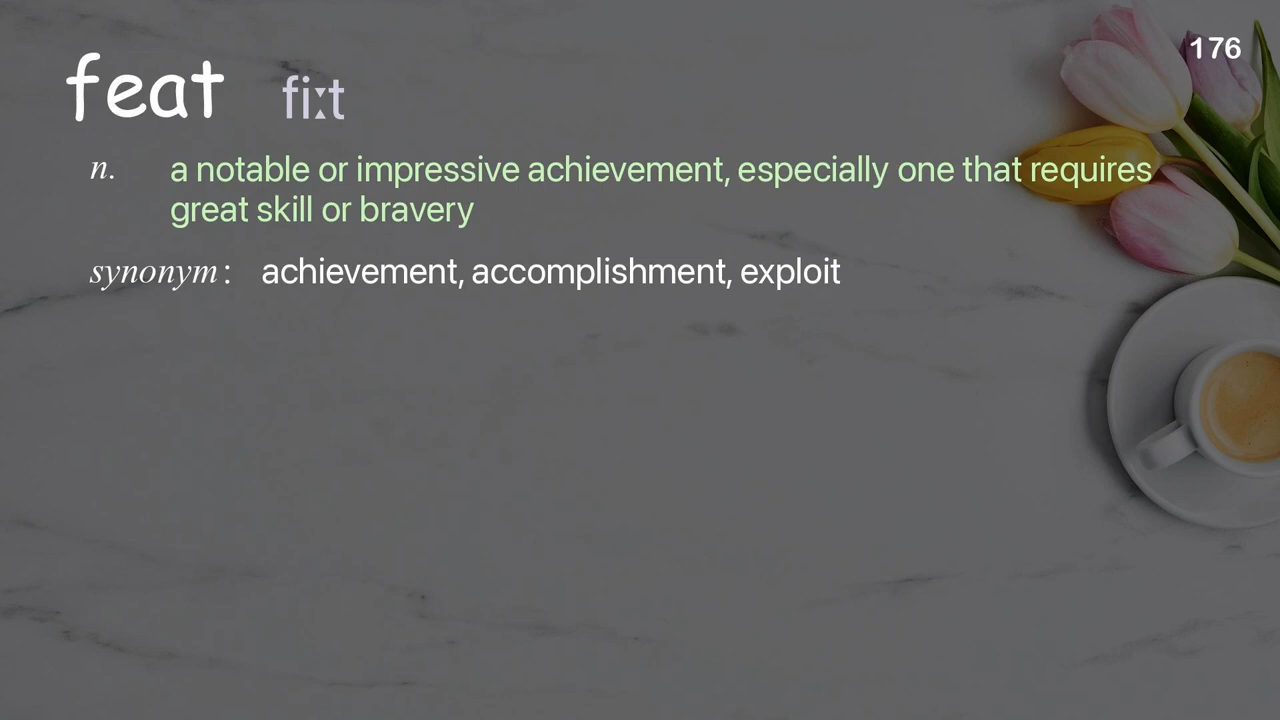 176
feat fiːt
n. a notable or impressive achievement, especially one that requires
great skill or bravery
synonym: achievement, accomplishment, exploit